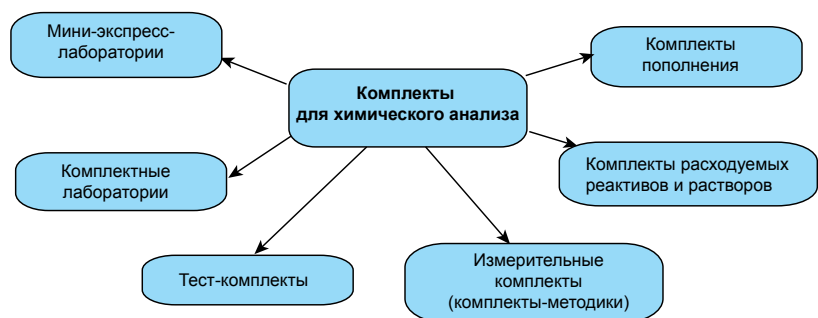 Мини-экспресс-
лаборатории
Комплекты
пополнения
Комплекты
для химического анализа
Комплектные
лаборатории
Комплекты расходуемых
реактивов и растворов
Тест-комплекты
Измерительные
комплекты
(комплекты-методики)